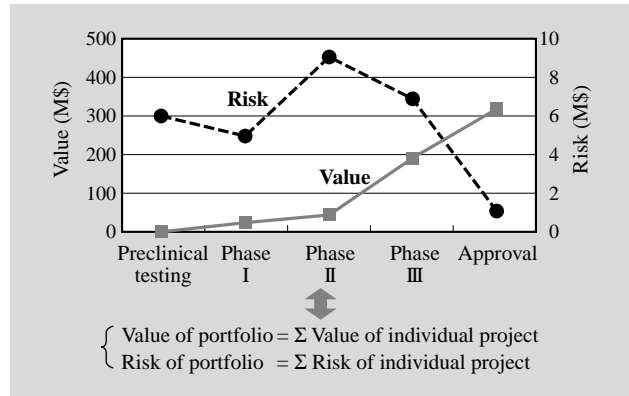 500
400
300
200
100
0
Value (M$)
10
8
6
4
2
0
Risk (M$)
Risk
Value
Preclinical testing
Phase I
Phase II
Phase III
Approval
Value of portfolio = Σ Value of individual project
Risk of portfolio = Σ Risk of individual project